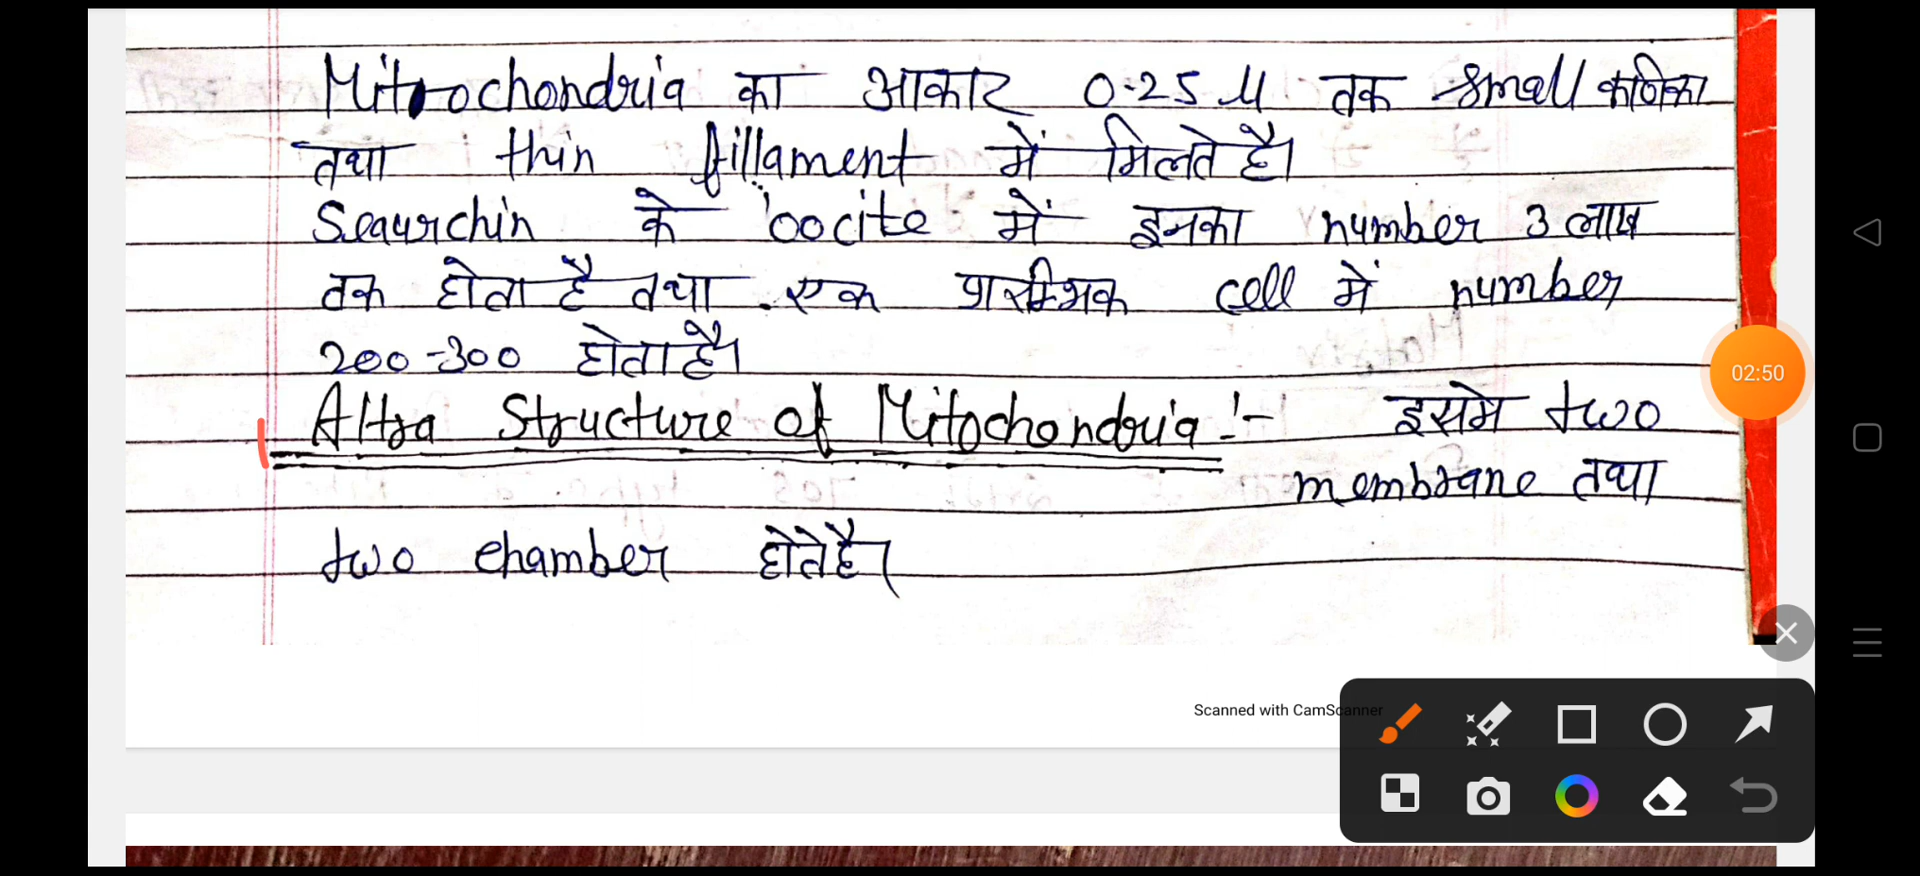 Mitrochondria का आकार 0.25 μ तक small कणिका
तथा thin fillament में मिलते है।
Seaurchin के oocite में इनका number 3 लाख
तक होता है तथा एक प्रारम्भिक cell में number
200-300 होता है।
Altra Structure of Mitochondria :- इसमे two
membrane तथा
two chamber होते है।
02:50
Scanned with CamScanner